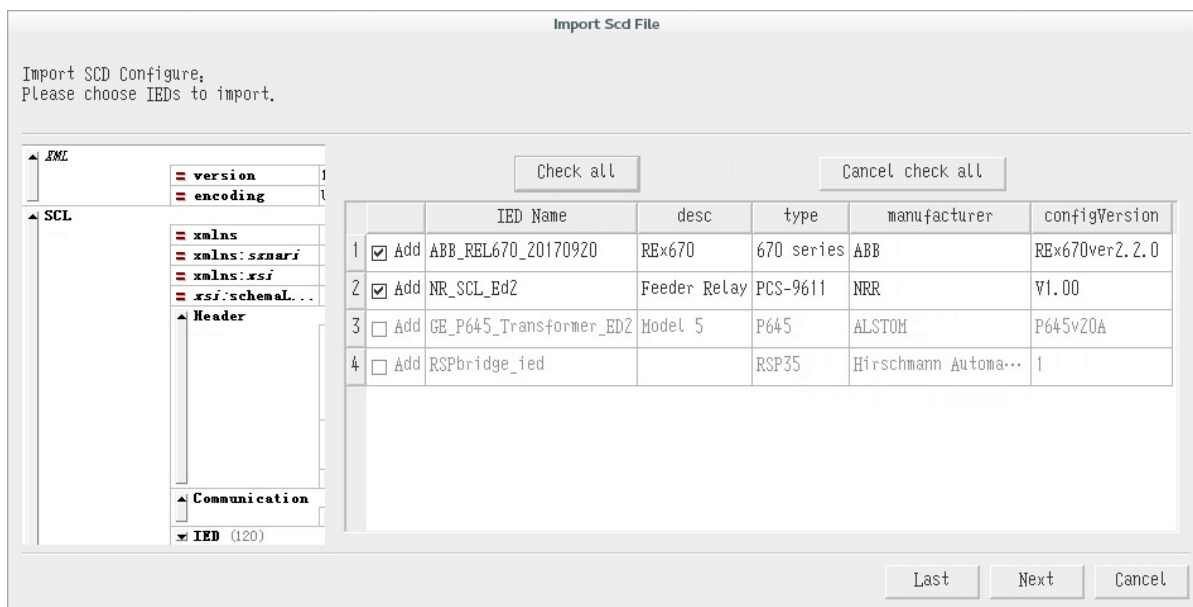 Import Scd File
Import SCD Configure;
Please choose IEDs to import.
XML
version
encoding
SCL
xmlns
xmlns:sxnari
xmlns:xsi
xsi:schemaL...
Header
Communication
IED (120)
Check all Cancel check all
IED Name desc type manufacturer configVersion
1 Add ABB_REL670_20170920 REx670 670 series ABB REx670ver2.2.0
2 Add NR_SCL_Ed2 Feeder Relay PCS-9611 NRR V1.00
3 Add GE_P645_Transformer_ED2 Model 5 P645 ALSTOM P645v20A
4 Add RSPbridge_ied RSP35 Hirschmann Automa··· 1
Last Next Cancel